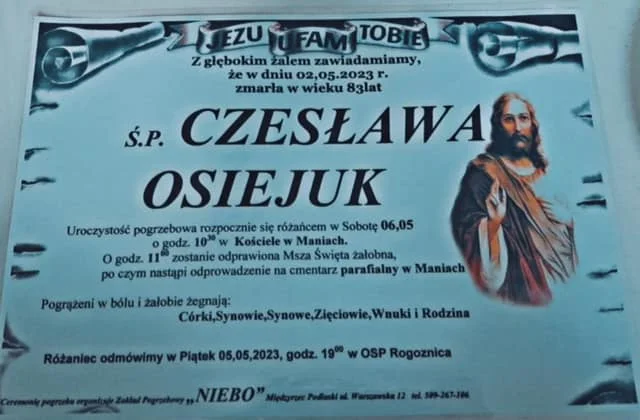 JEZU UFAM TOBIE
Z głębokim żalem zawiadamiamy,
że w dniu 02,05.2023 r.
zmarła w wieku 83lat
Ś.P. CZESŁAWA
OSIEJUK
Uroczystość pogrzebowa rozpocznie się różańcem w Sobotę 06,05
o godz. 10³⁰ w Kościele w Maniach.
O godz. 11⁰⁰ zostanie odprawiona Msza Święta żałobna,
po czym nastąpi odprowadzenie na cmentarz parafialny w Maniach
Pogrążeni w bólu i żałobie żegnają:
Córki,Synowie,Synowe,Zięciowie,Wnuki i Rodzina
Różaniec odmówimy w Piątek 05,05,2023, godz. 19⁰⁰ w OSP Rogoznica
Ceremonię pogrzebu organizuje Zakład Pogrzebowy „NIEBO" Międzyrzec Podlaski ul. Warszawska 12 tel. 509-267-106